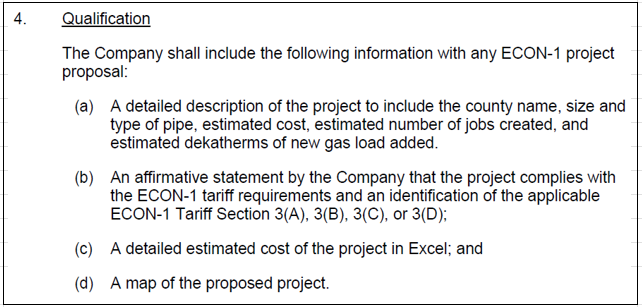 4. Qualification
The Company shall include the following information with any ECON-1 project
proposal:
(a) A detailed description of the project to include the county name, size and
type of pipe, estimated cost, estimated number of jobs created, and
estimated dekatherms of new gas load added.
(b) An affirmative statement by the Company that the project complies with
the ECON-1 tariff requirements and an identification of the applicable
ECON-1 Tariff Section 3(A), 3(B), 3(C), or 3(D);
(c) A detailed estimated cost of the project in Excel; and
(d) A map of the proposed project.